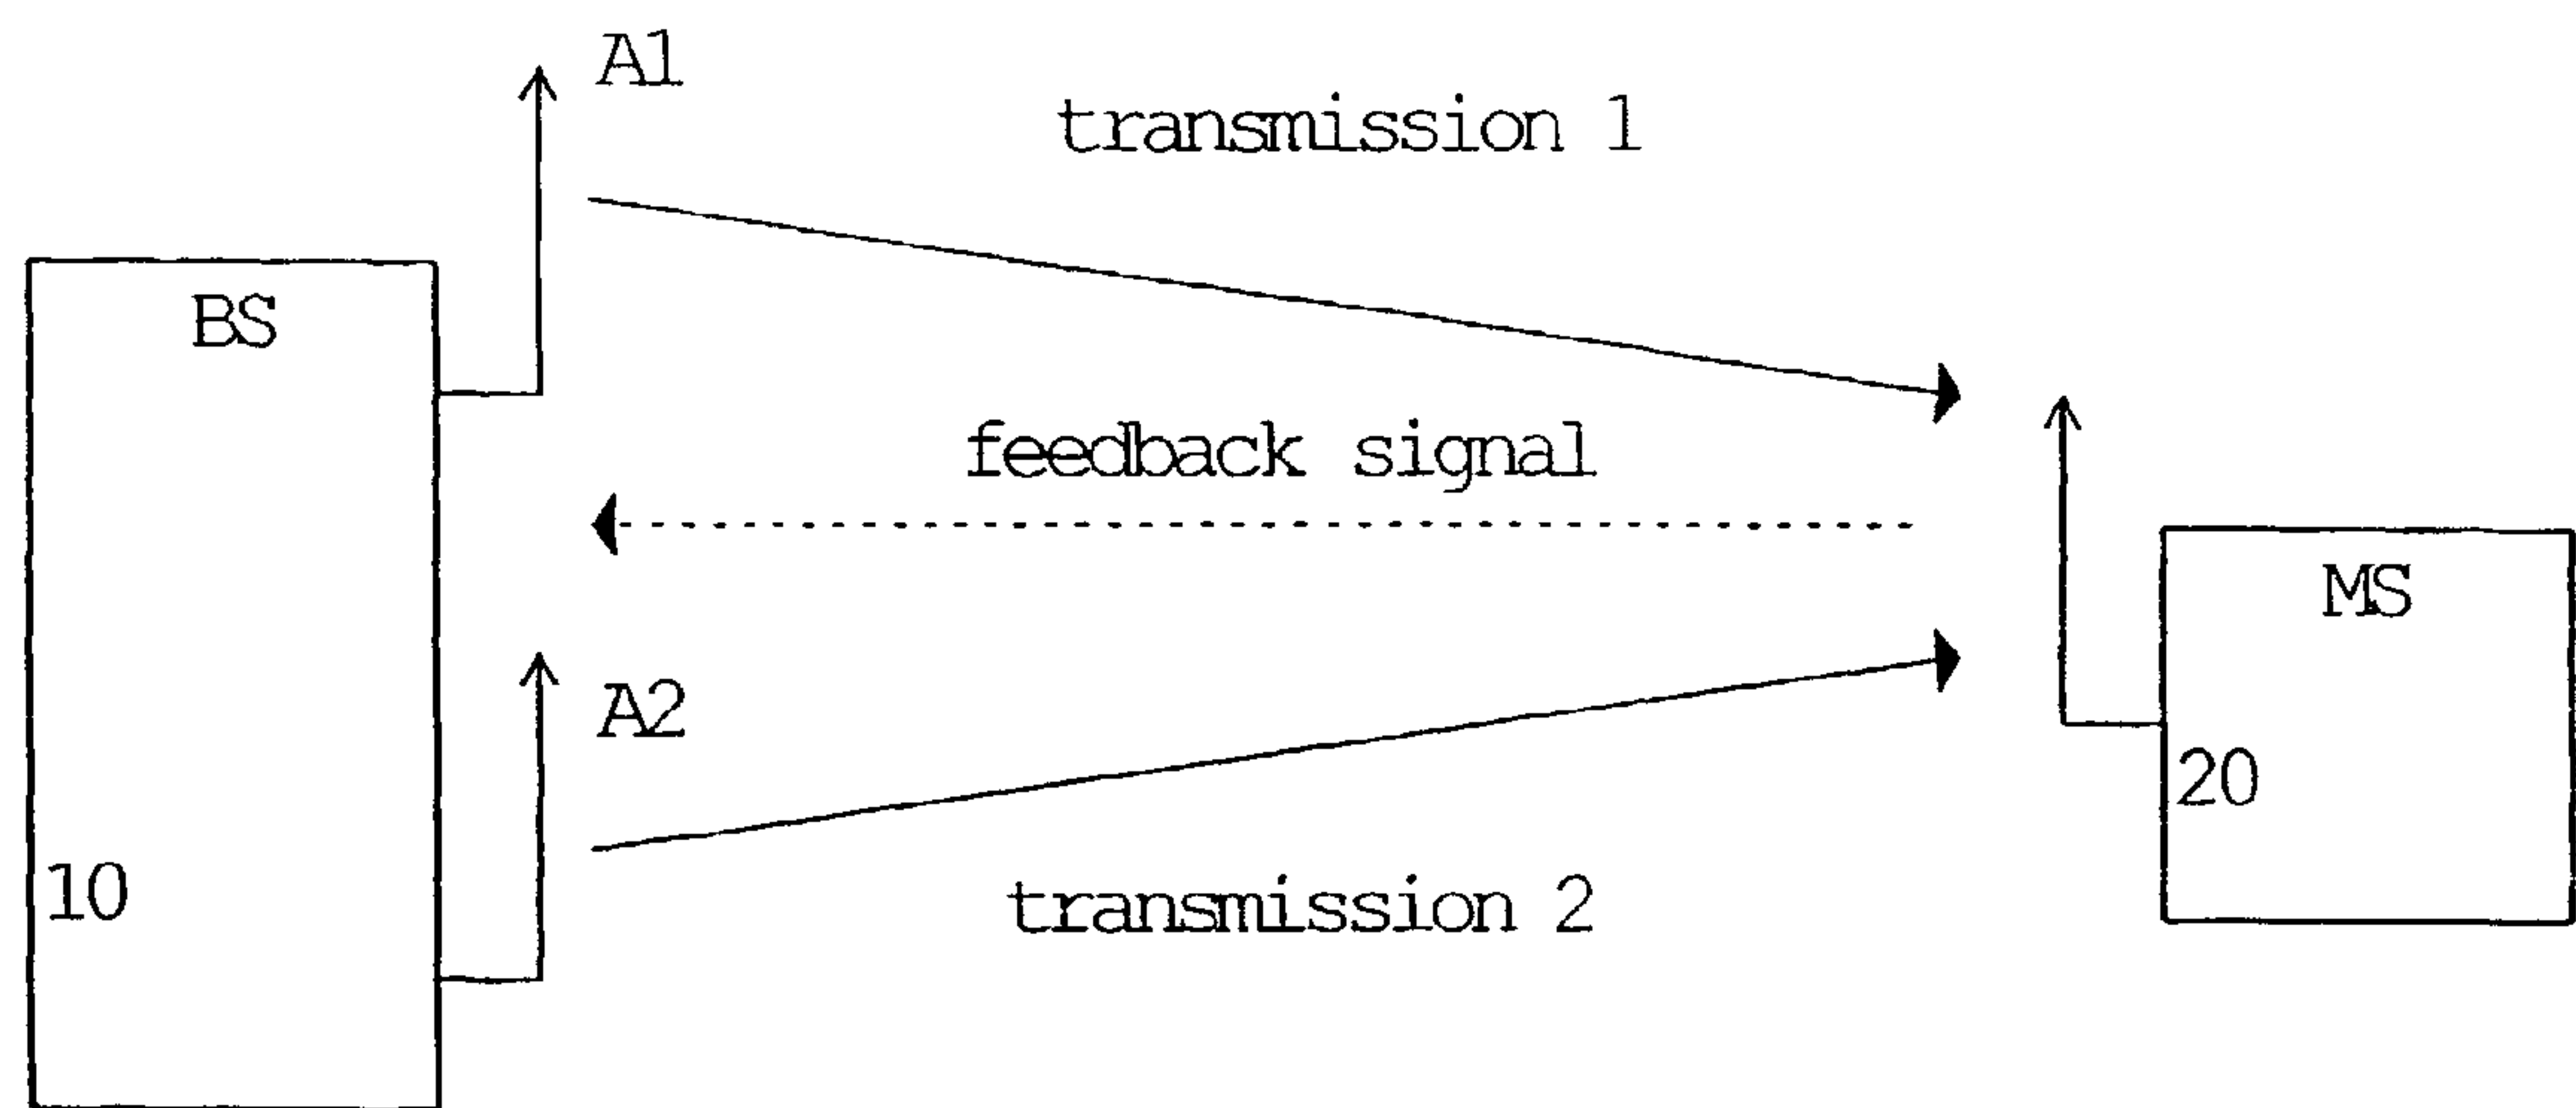 A1
transmission 1
BS
feedback signal
MS
A2
20
10
transmission 2